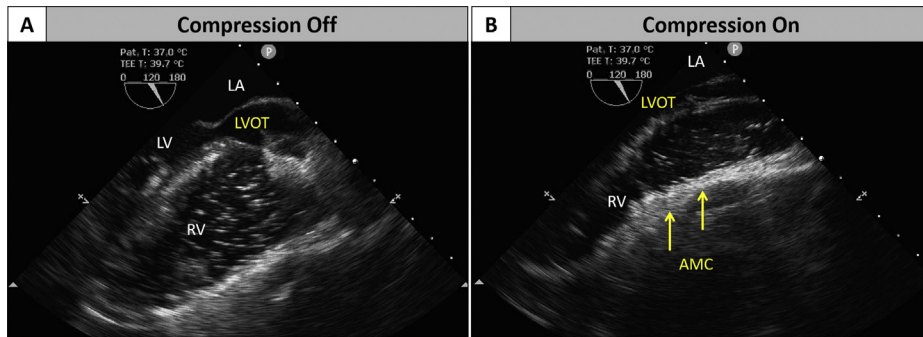 A
Compression Off
Pat. T: 37.0 °C
TEE T: 39.7 °C
0 120 180
P
LA
LVOT
LV
RV
B
Compression On
Pat. T: 37.0 °C
TEE T: 39.7 °C
0 120 180
P
LA
LVOT
RV
AMC